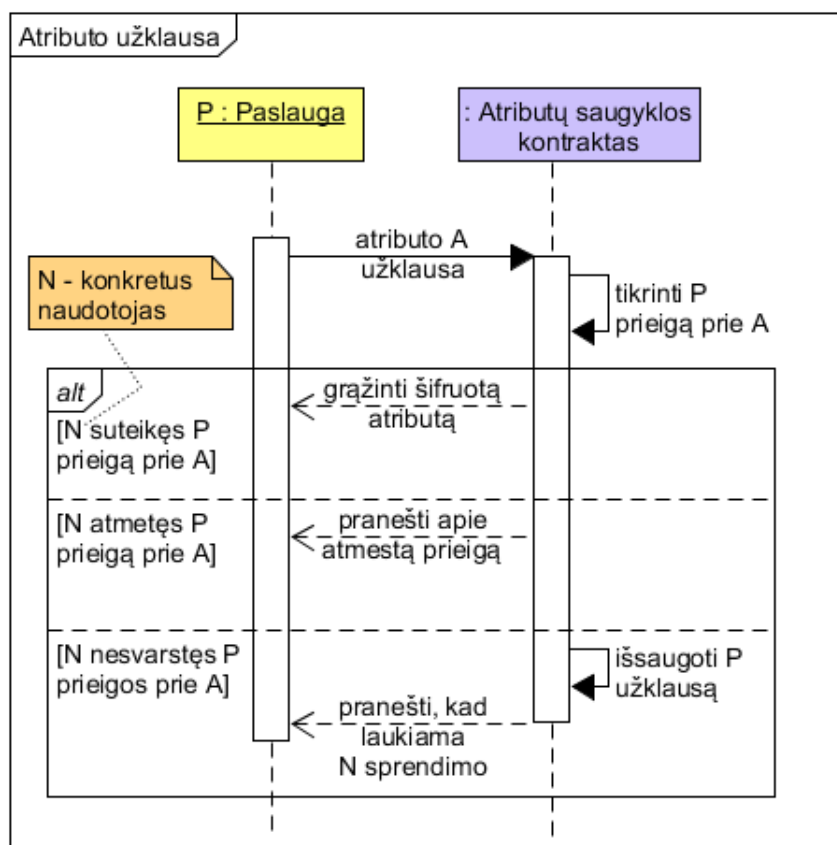 Atributo užklausa
P : Paslauga
: Atributų saugyklos
kontraktas
atributo A
užklausa
N - konkretus
naudotojas
tikrinti P
prieigą prie A
alt
grąžinti šifruotą
atributą
[N suteikęs P
prieigą prie A]
[N atmetęs P
prieigą prie A]
pranešti apie
atmestą prieigą
[N nesvarstęs P
prieigos prie A]
išsaugoti P
užklausą
pranešti, kad
laukiama
N sprendimo